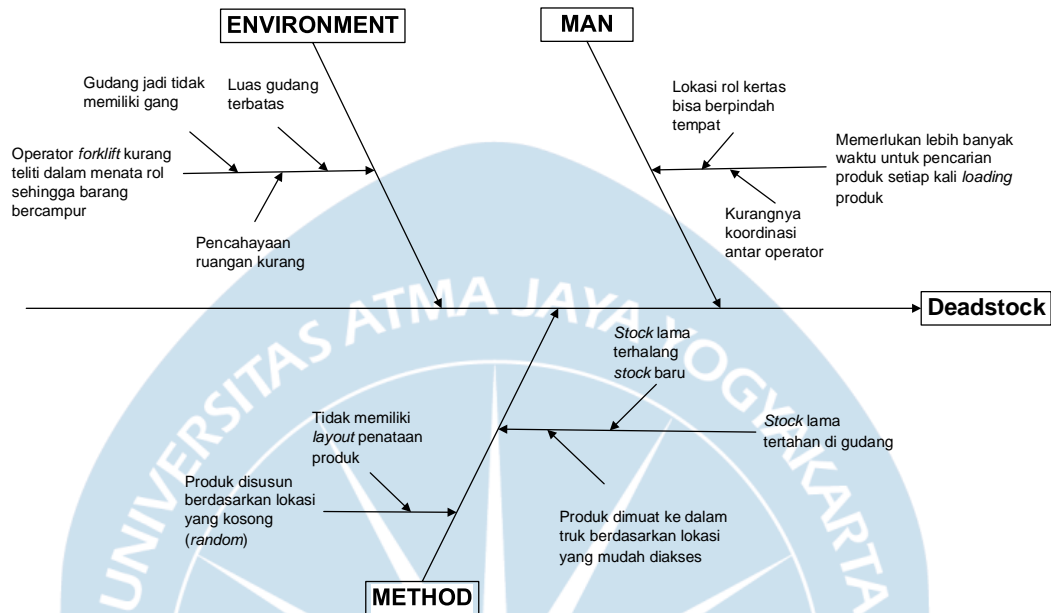 ENVIRONMENT
MAN
Gudang jadi tidak
memiliki gang
Luas gudang
terbatas
Operator forklift kurang
teliti dalam menata rol
sehingga barang
bercampur
Pencahayaan
ruangan kurang
Lokasi rol kertas
bisa berpindah
tempat
Memerlukan lebih banyak
waktu untuk pencarian
produk setiap kali loading
produk
Kurangnya
koordinasi
antar operator
Deadstock
Stock lama
terhalang
stock baru
Stock lama
tertahan di gudang
Tidak memiliki
layout penataan
produk
Produk disusun
berdasarkan lokasi
yang kosong
(random)
Produk dimuat ke dalam
truk berdasarkan lokasi
yang mudah diakses
METHOD
UNIVERSITAS ATMA JAYA YOGYAKARTA